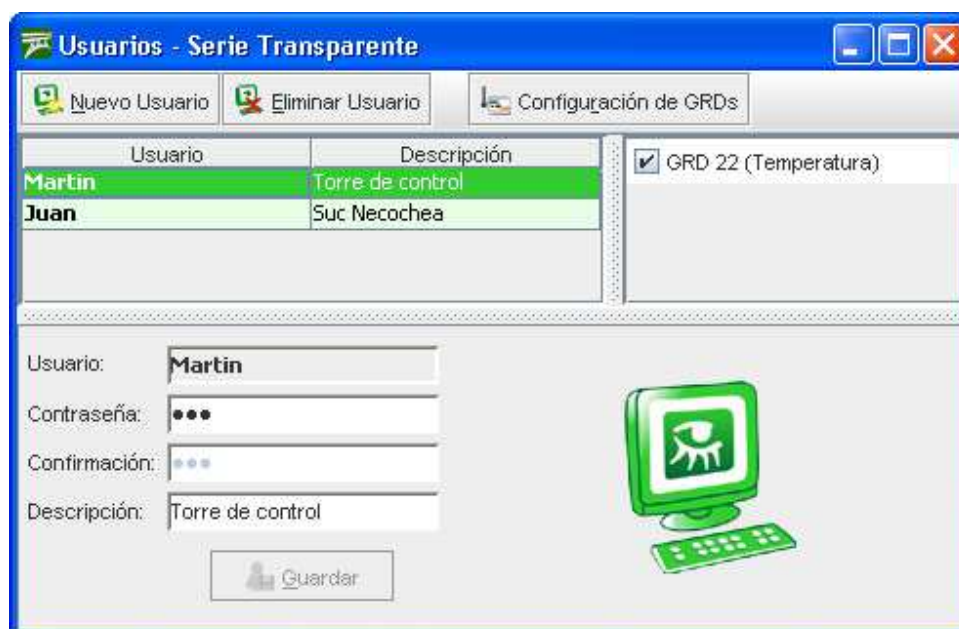 Usuarios - Serie Transparente
Nuevo Usuario Eliminar Usuario Configuración de GRDs
Usuario Descripción
GRD 22 (Temperatura)
Martin Torre de control
Juan Suc Necochea
Usuario: Martin
Contraseña: •••
Confirmación: •••
Descripción: Torre de control
Guardar